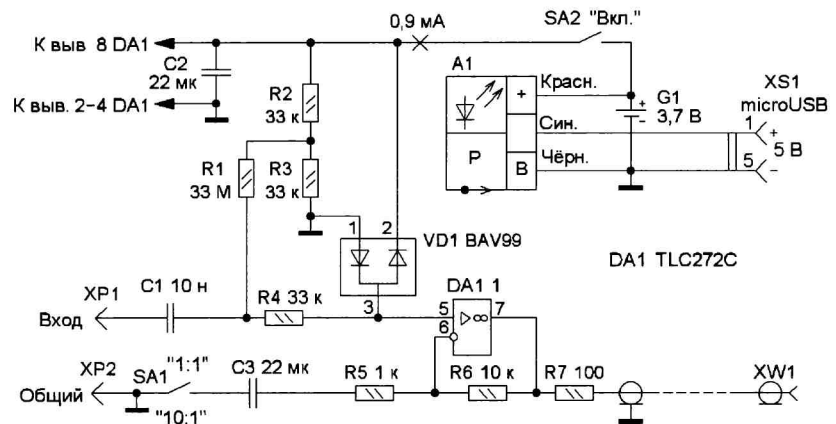 К выв 8 DA1
0,9 мА
SA2 "Вкл."
C2
22 мк
К выв. 2–4 DA1
R2
33 к
A1
+
Красн.
Син.
Чёрн.
P
B
G1
3,7 В
+
−
XS1
microUSB
1
+
5 В
5
−
R1
33 М
R3
33 к
1
2
3
VD1 BAV99
DA1 TLC272C
XP1
Вход
C1 10 н
R4 33 к
DA1 1
5
6
7
▷∞
XP2
Общий
SA1
"1:1"
"10:1"
C3 22 мк
R5 1 к
R6 10 к
R7 100
XW1